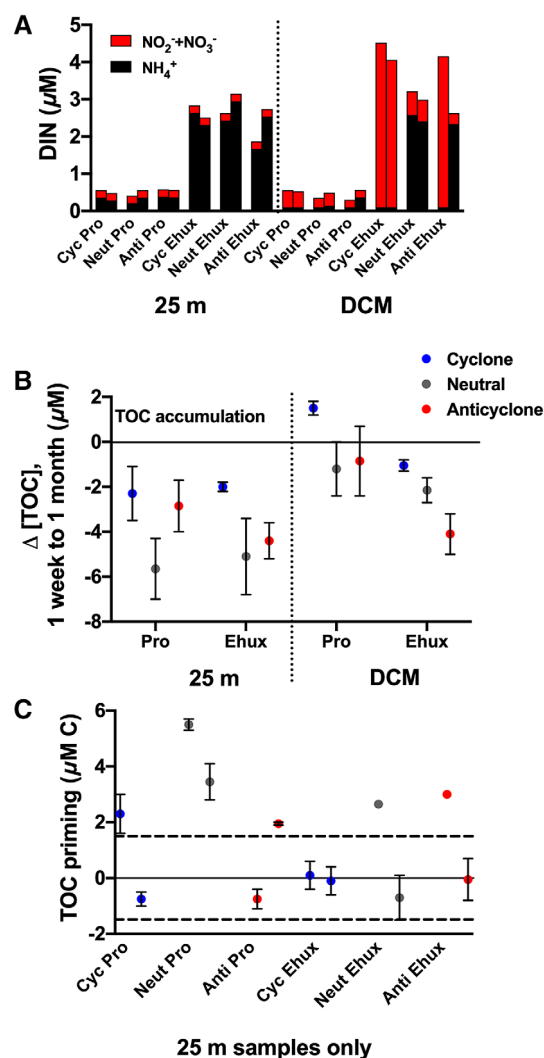 A
NO₂⁻+NO₃⁻
NH₄⁺
DIN (µM)
5
4
3
2
1
0
Cyc Pro
Neut Pro
Anti Pro
Cyc Ehux
Neut Ehux
Anti Ehux
Cyc Pro
Neut Pro
Anti Pro
Cyc Ehux
Neut Ehux
Anti Ehux
25 m
DCM
Cyclone
Neutral
Anticyclone
B
TOC accumulation
Δ [TOC],
1 week to 1 month (µM)
2
0
-2
-4
-6
-8
Pro
Ehux
Pro
Ehux
25 m
DCM
C
TOC priming (µM C)
6
4
2
0
-2
Cyc Pro
Neut Pro
Anti Pro
Cyc Ehux
Neut Ehux
Anti Ehux
25 m samples only